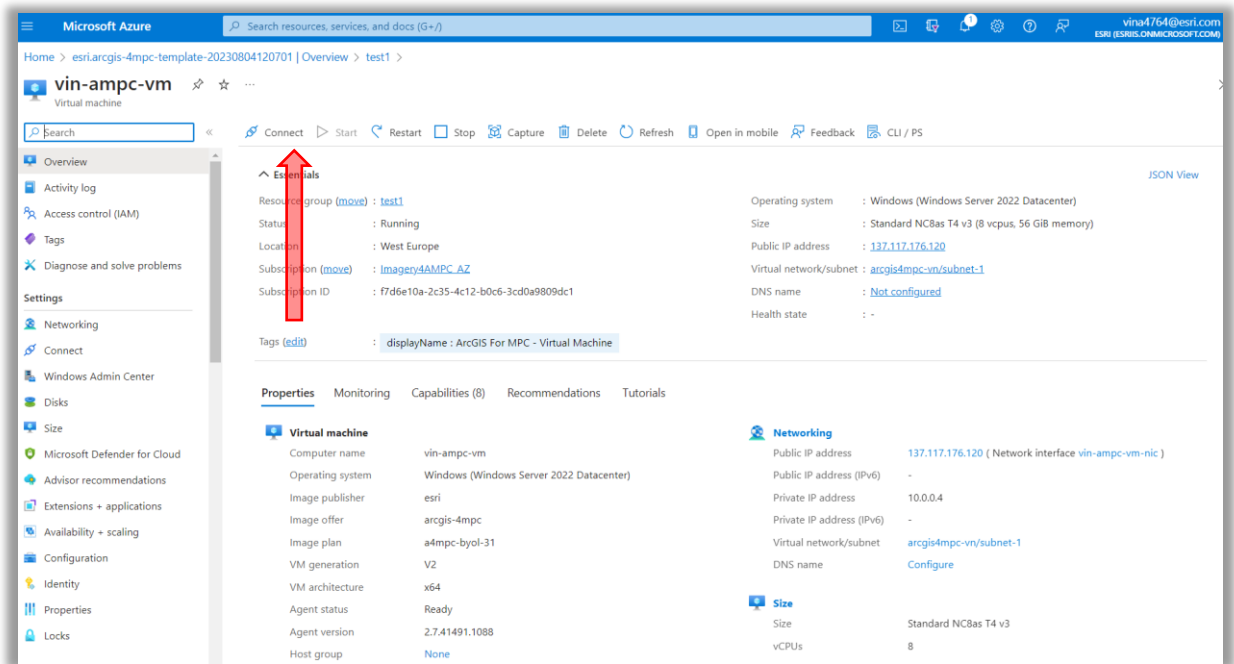 Microsoft Azure
Search resources, services, and docs (G+/)
vina4764@esri.com
ESRI (ESRIIS.ONMICROSOFT.COM)
Home > esri.arcgis-4mpc-template-20230804120701 | Overview > test1 >
vin-ampc-vm
Virtual machine
Search
Connect Start Restart Stop Capture Delete Refresh Open in mobile Feedback CLI / PS
Overview
Activity log
Access control (IAM)
Tags
Diagnose and solve problems
Settings
Networking
Connect
Windows Admin Center
Disks
Size
Microsoft Defender for Cloud
Advisor recommendations
Extensions + applications
Availability + scaling
Configuration
Identity
Properties
Locks
Essentials
JSON View
Resource group (move) : test1
Status : Running
Location : West Europe
Subscription (move) : Imagery4AMPC_AZ
Subscription ID : f7d6e10a-2c35-4c12-b0c6-3cd0a9809dc1
Operating system : Windows (Windows Server 2022 Datacenter)
Size : Standard NC8as T4 v3 (8 vcpus, 56 GiB memory)
Public IP address : 137.117.176.120
Virtual network/subnet : arcgis4mpc-vn/subnet-1
DNS name : Not configured
Health state : -
Tags (edit) : displayName : ArcGIS For MPC - Virtual Machine
Properties Monitoring Capabilities (8) Recommendations Tutorials
Virtual machine
Computer name vin-ampc-vm
Operating system Windows (Windows Server 2022 Datacenter)
Image publisher esri
Image offer arcgis-4mpc
Image plan a4mpc-byol-31
VM generation V2
VM architecture x64
Agent status Ready
Agent version 2.7.41491.1088
Host group None
Networking
Public IP address 137.117.176.120 ( Network interface vin-ampc-vm-nic )
Public IP address (IPv6) -
Private IP address 10.0.0.4
Private IP address (IPv6) -
Virtual network/subnet arcgis4mpc-vn/subnet-1
DNS name Configure
Size
Size Standard NC8as T4 v3
vCPUs 8